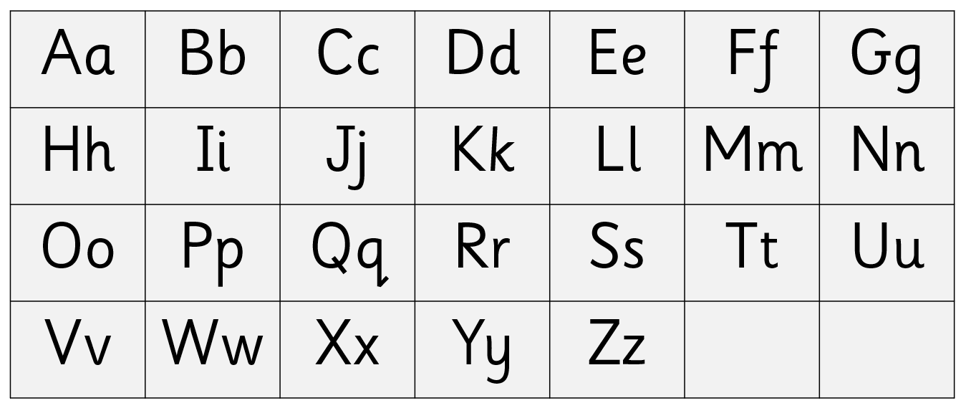 Aa Bb Cc Dd Ee Ff Gg
Hh Ii Jj Kk Ll Mm Nn
Oo Pp Qq Rr Ss Tt Uu
Vv Ww Xx Yy Zz